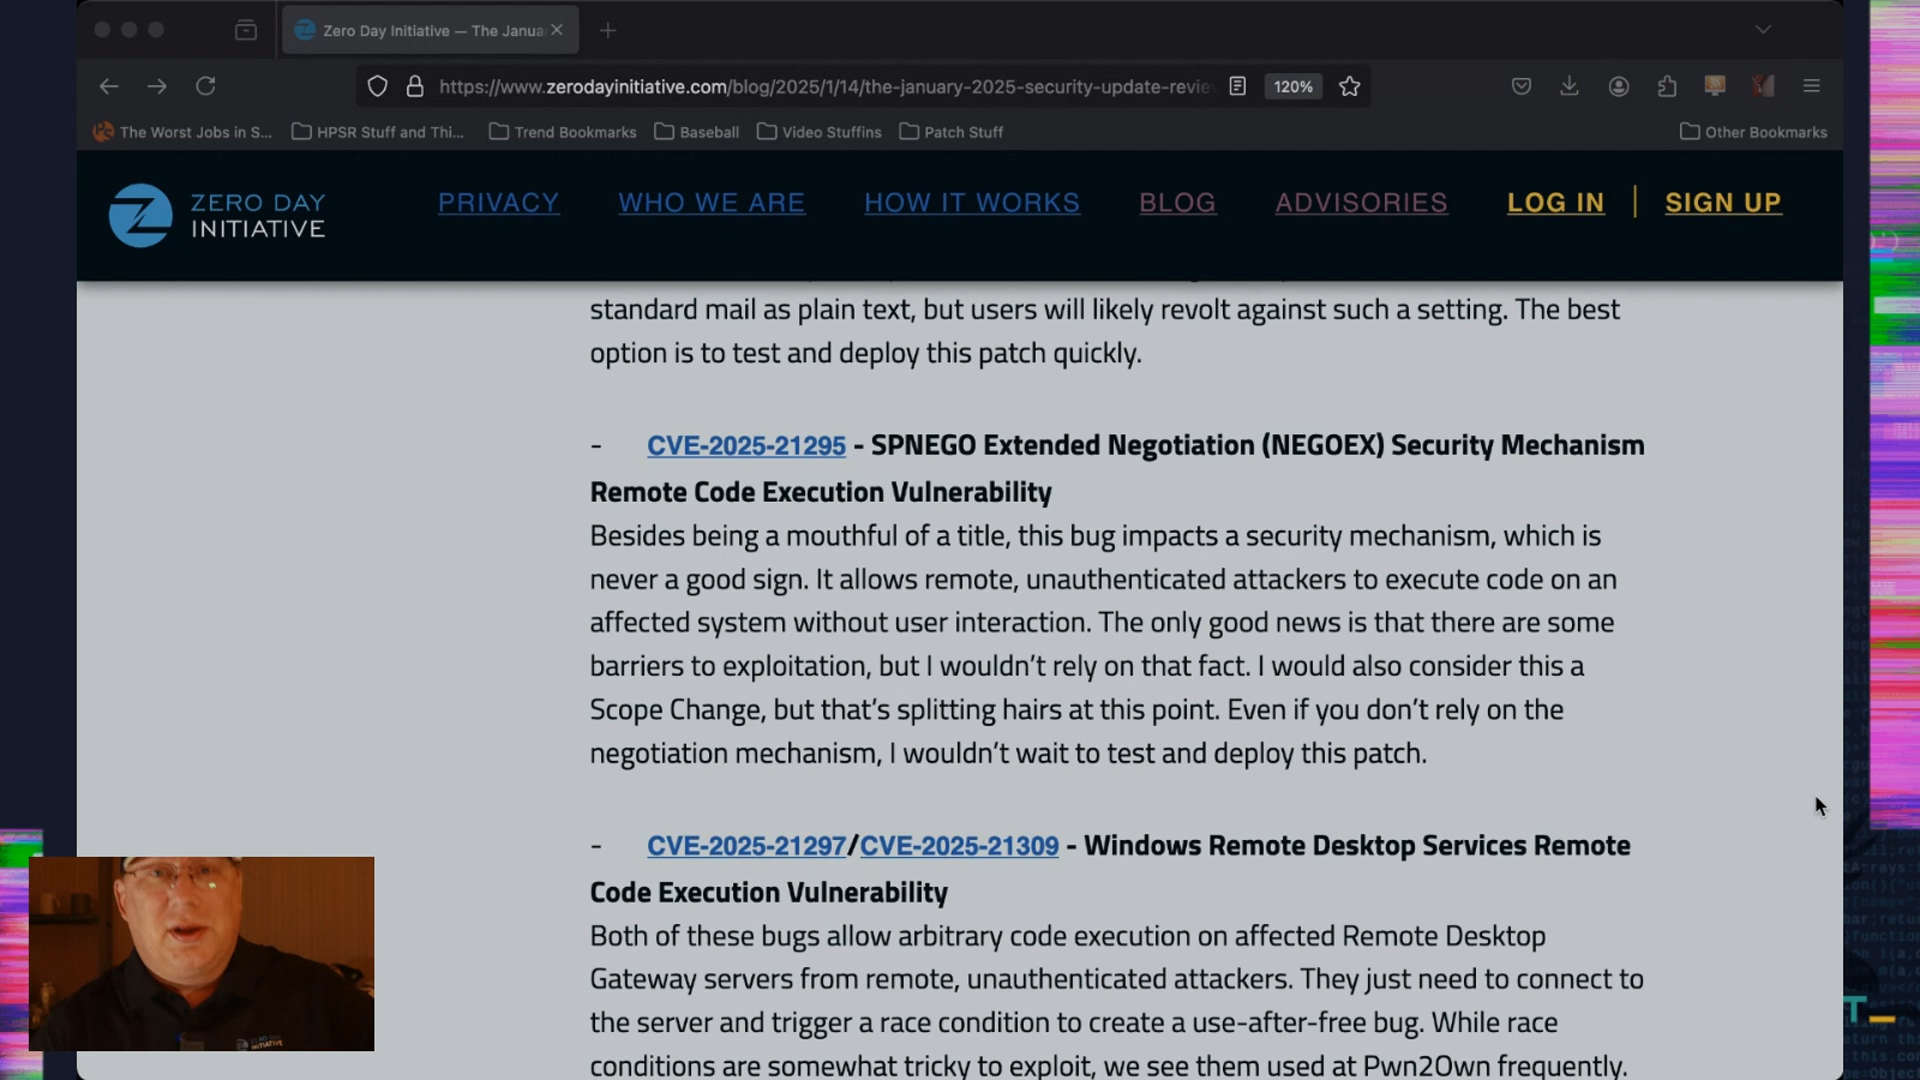 Zero Day Initiative — The Janua
https://www.zerodayinitiative.com/blog/2025/1/14/the-january-2025-security-update-revie
120%
The Worst Jobs in S...
HPSR Stuff and Thi...
Trend Bookmarks
Baseball
Video Stuffins
Patch Stuff
Other Bookmarks
ZERO DAY
INITIATIVE
PRIVACY
WHO WE ARE
HOW IT WORKS
BLOG
ADVISORIES
LOG IN
SIGN UP
standard mail as plain text, but users will likely revolt against such a setting. The best
option is to test and deploy this patch quickly.
- CVE-2025-21295 - SPNEGO Extended Negotiation (NEGOEX) Security Mechanism
Remote Code Execution Vulnerability
Besides being a mouthful of a title, this bug impacts a security mechanism, which is
never a good sign. It allows remote, unauthenticated attackers to execute code on an
affected system without user interaction. The only good news is that there are some
barriers to exploitation, but I wouldn’t rely on that fact. I would also consider this a
Scope Change, but that’s splitting hairs at this point. Even if you don’t rely on the
negotiation mechanism, I wouldn’t wait to test and deploy this patch.
- CVE-2025-21297/CVE-2025-21309 - Windows Remote Desktop Services Remote
Code Execution Vulnerability
Both of these bugs allow arbitrary code execution on affected Remote Desktop
Gateway servers from remote, unauthenticated attackers. They just need to connect to
the server and trigger a race condition to create a use-after-free bug. While race
conditions are somewhat tricky to exploit, we see them used at Pwn2Own frequently.
ZERO DAY
INITIATIVE